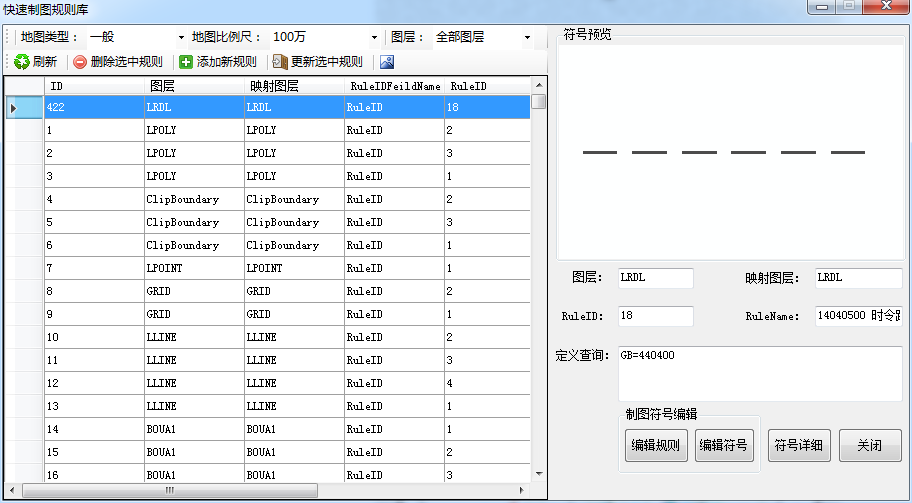 快速制图规则库
地图类型： 一般 地图比例尺： 100万 图层： 全部图层
刷新 删除选中规则 添加新规则 更新选中规则
ID 图层 映射图层 RuleIDFeildName RuleID
422 LRDL LRDL RuleID 18
1 LPOLY LPOLY RuleID 2
2 LPOLY LPOLY RuleID 3
3 LPOLY LPOLY RuleID 1
4 ClipBoundary ClipBoundary RuleID 2
5 ClipBoundary ClipBoundary RuleID 3
6 ClipBoundary ClipBoundary RuleID 1
7 LPOINT LPOINT RuleID 1
8 GRID GRID RuleID 2
9 GRID GRID RuleID 1
10 LLINE LLINE RuleID 2
11 LLINE LLINE RuleID 3
12 LLINE LLINE RuleID 4
13 LLINE LLINE RuleID 1
14 BOUA1 BOUA1 RuleID 1
15 BOUA1 BOUA1 RuleID 2
16 BOUA1 BOUA1 RuleID 3
符号预览
图层： LRDL 映射图层： LRDL
RuleID: 18 RuleName: 14040500 时令
定义查询： GB=440400
制图符号编辑
编辑规则 编辑符号 符号详细 关闭